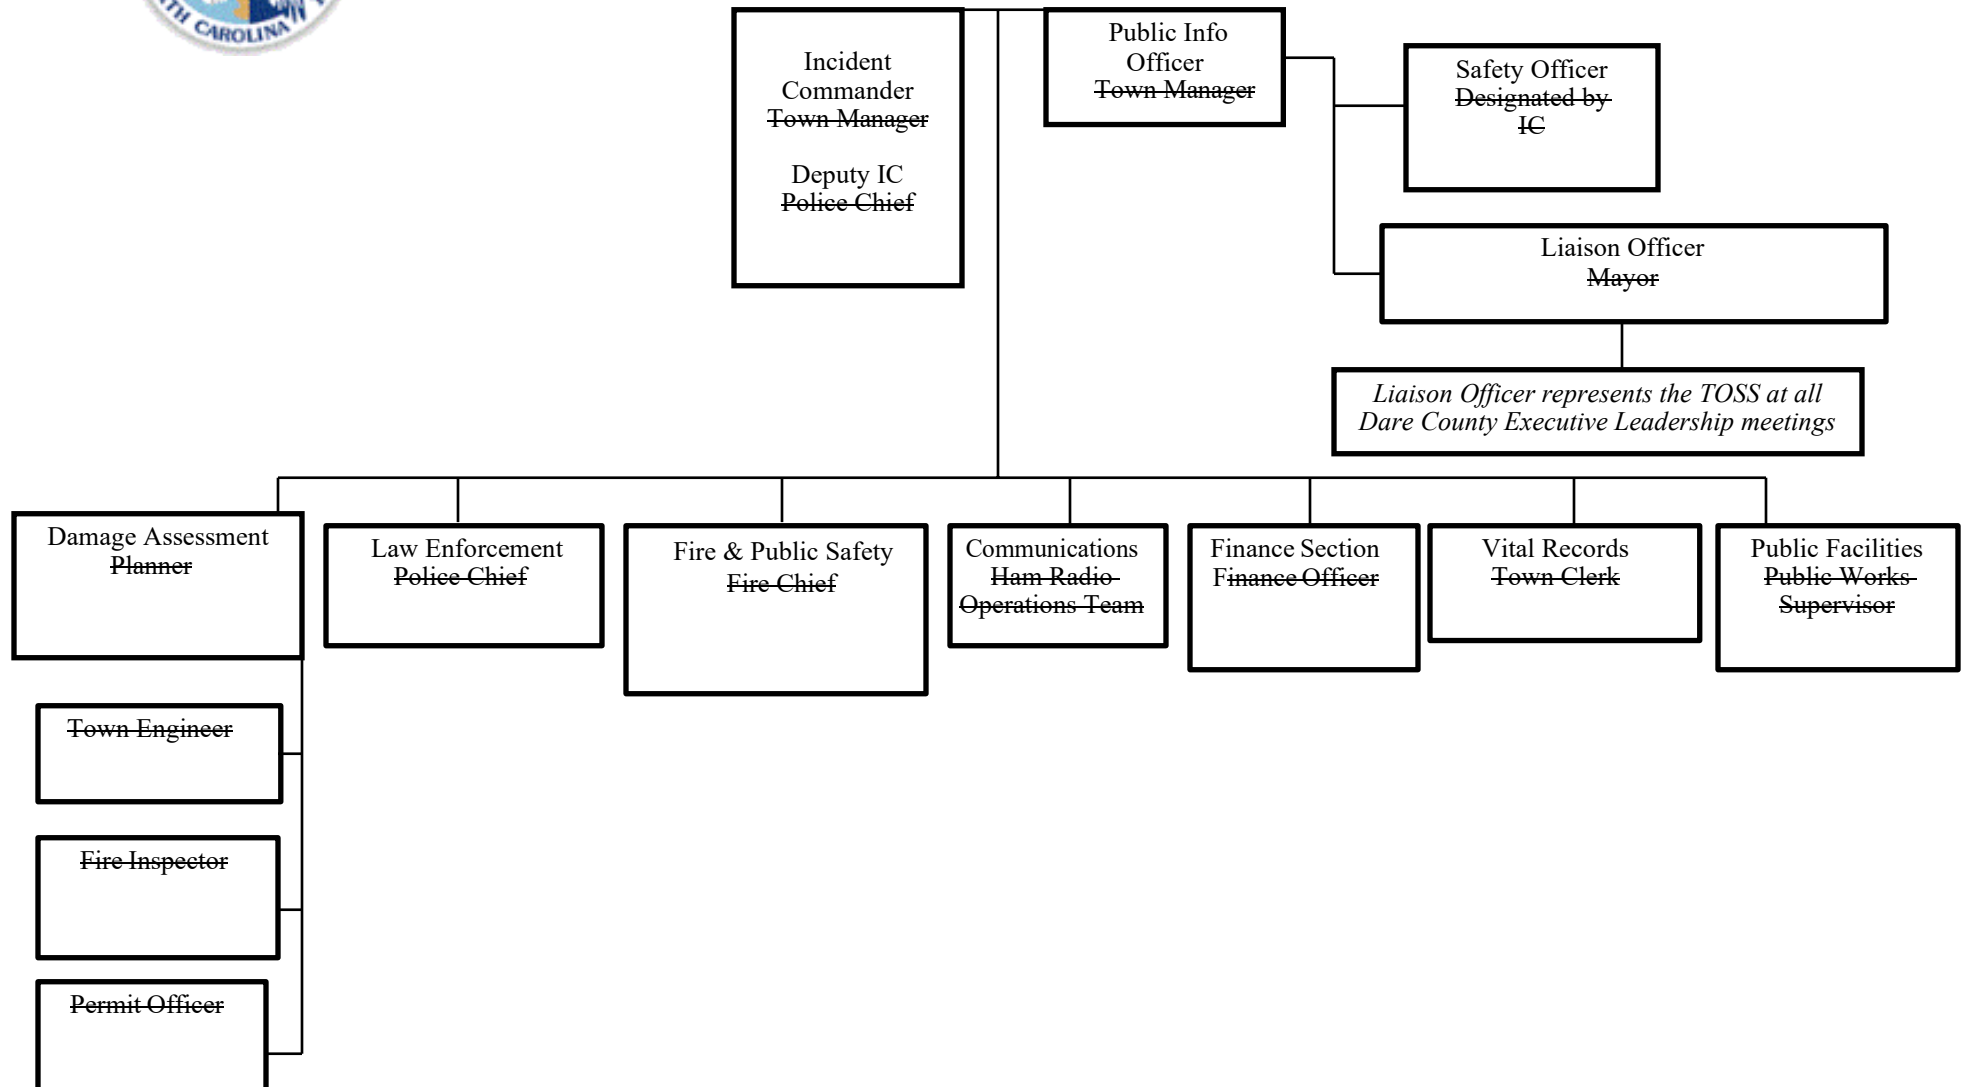 TH CAROLINA
Incident
Commander
Town Manager
Deputy IC
Police Chief
Public Info
Officer
Town Manager
Safety Officer
Designated by
IC
Liaison Officer
Mayor
Liaison Officer represents the TOSS at all
Dare County Executive Leadership meetings
Damage Assessment
Planner
Law Enforcement
Police Chief
Fire & Public Safety
Fire Chief
Communications
Ham Radio
Operations Team
Finance Section
Finance Officer
Vital Records
Town Clerk
Public Facilities
Public Works
Supervisor
Town Engineer
Fire Inspector
Permit Officer